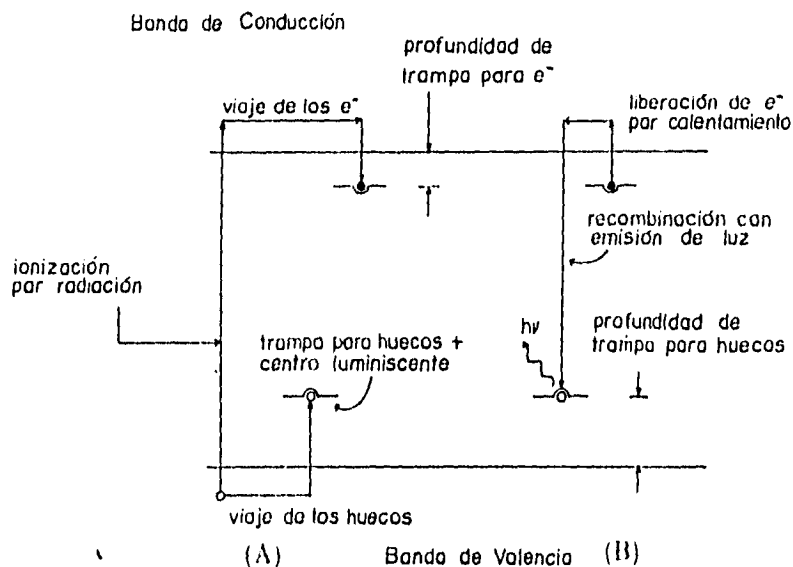 Banda de Conducción
profundidad de
trampa para e⁻
viaje de los e⁻
liberación de e⁻
por calentamiento
recombinación con
emisión de luz
ionización
por radiación
trampa para huecos +
centro luminiscente
hν
profundidad de
trampa para huecos
viaje de los huecos
(A)
Banda de Valencia
(B)